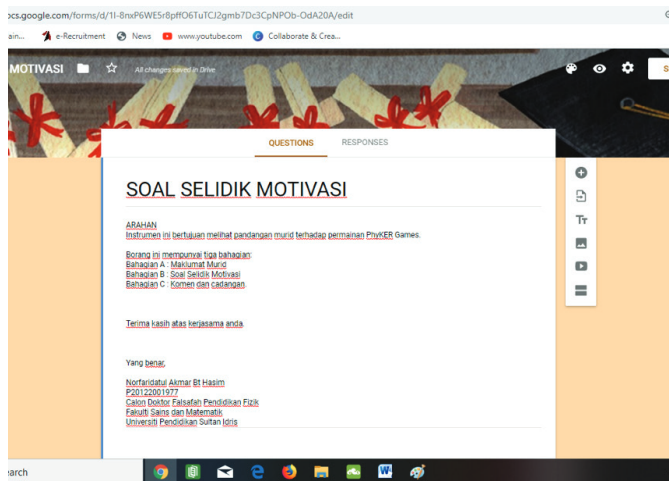 ocs.google.com/forms/d/1I-8nxP6WE5r8pffO6TuTCJ2gmb7Dc3CpNPOb-OdA20A/edit
ain...
e-Recruitment
News
www.youtube.com
Collaborate & Crea...
MOTIVASI
All changes saved in Drive
S
QUESTIONS
RESPONSES
SOAL SELIDIK MOTIVASI
ARAHAN
Instrumen ini bertujuan melihat pandangan murid terhadap permainan PhyKER Games.
Borang ini mempunyai tiga bahagian:
Bahagian A : Maklumat Murid
Bahagian B : Soal Selidik Motivasi
Bahagian C : Komen dan cadangan.
Terima kasih atas kerjasama anda.
Yang benar,
Norfaridatul Akmar Bt Hasim
P20122001977
Calon Doktor Falsafah Pendidikan Fizik
Fakulti Sains dan Matematik
Universiti Pendidikan Sultan Idris
earch